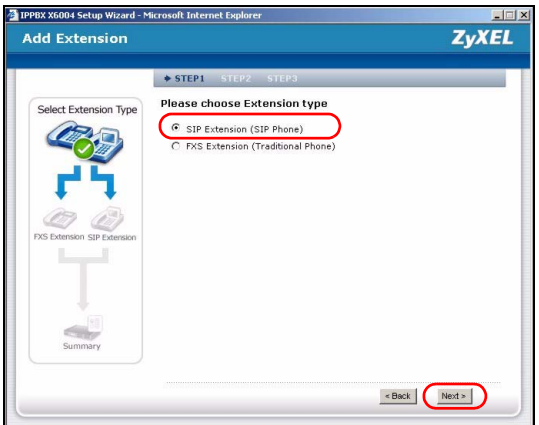 IPPBX X6004 Setup Wizard - Microsoft Internet Explorer
Add Extension
ZyXEL
STEP1 STEP2 STEP3
Select Extension Type
Please choose Extension type
SIP Extension (SIP Phone)
FXS Extension (Traditional Phone)
FXS Extension SIP Extension
Summary
< Back Next >